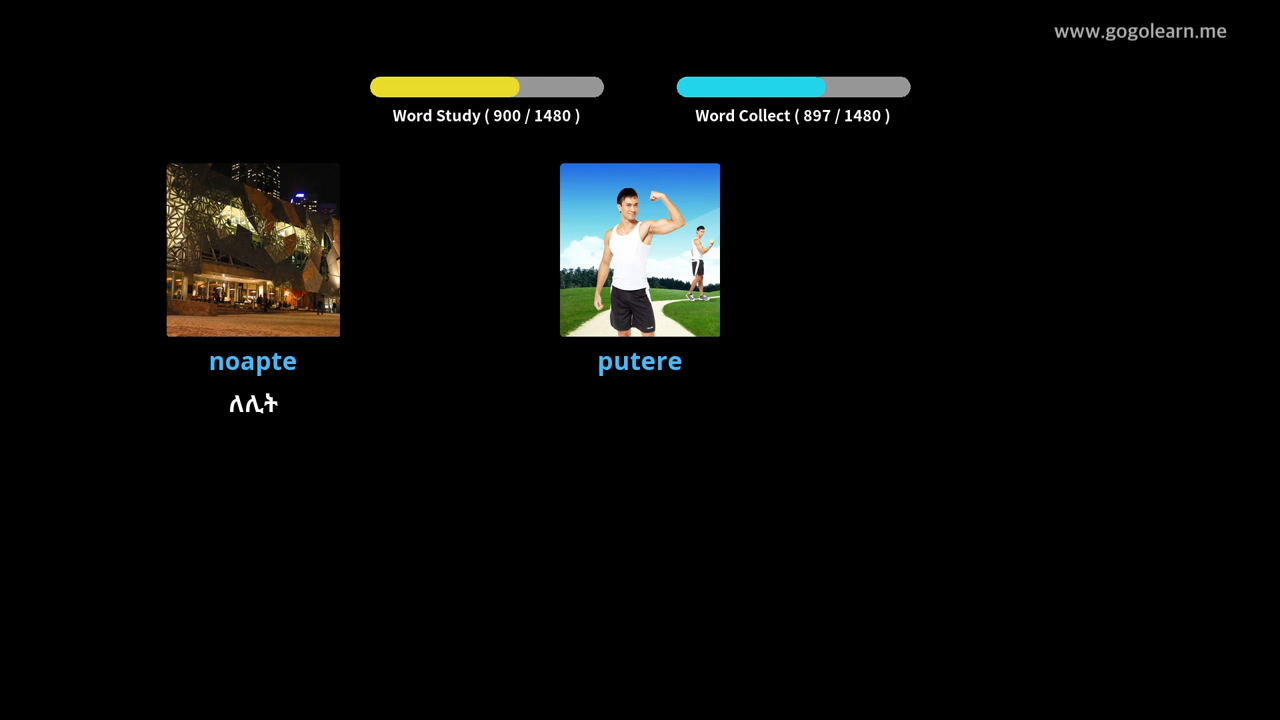 www.gogolearn.me
Word Study ( 900 / 1480 )
Word Collect ( 897 / 1480 )
noapte
ለሊት
putere